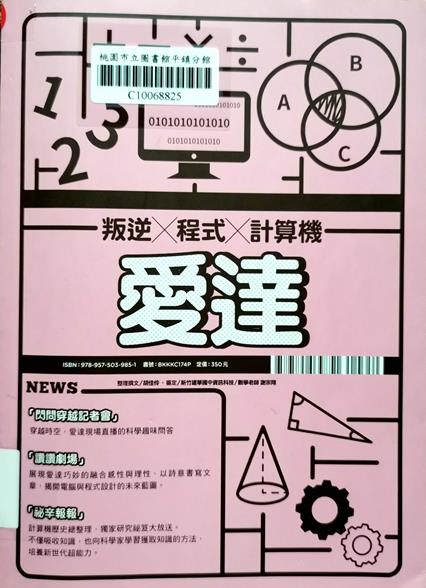 桃園市立圖書館平鎮分館
C10068825
1
2
3
× ÷
0101010101010
0101010101010
0101010101010
A
B
C
叛逆×程式×計算機
愛達
ISBN：978-957-503-985-1 書號：BKKKC174P 定價：350元
NEWS
整理撰文/胡佳伶‧審定/新竹建華國中資訊科技/數學老師 謝宗翔
「閃問穿越記者會」
穿越時空，愛達現場直播的科學趣味問答
「讚讚劇場」
展現愛達巧妙的融合感性與理性，以詩意書寫文
章，揭開電腦與程式設計的未來藍圖。
「祕辛報報」
計算機歷史總整理，獨家研究祕笈大放送。
不僅吸收知識，也向科學家學習獲取知識的方法，
培養新世代超能力。